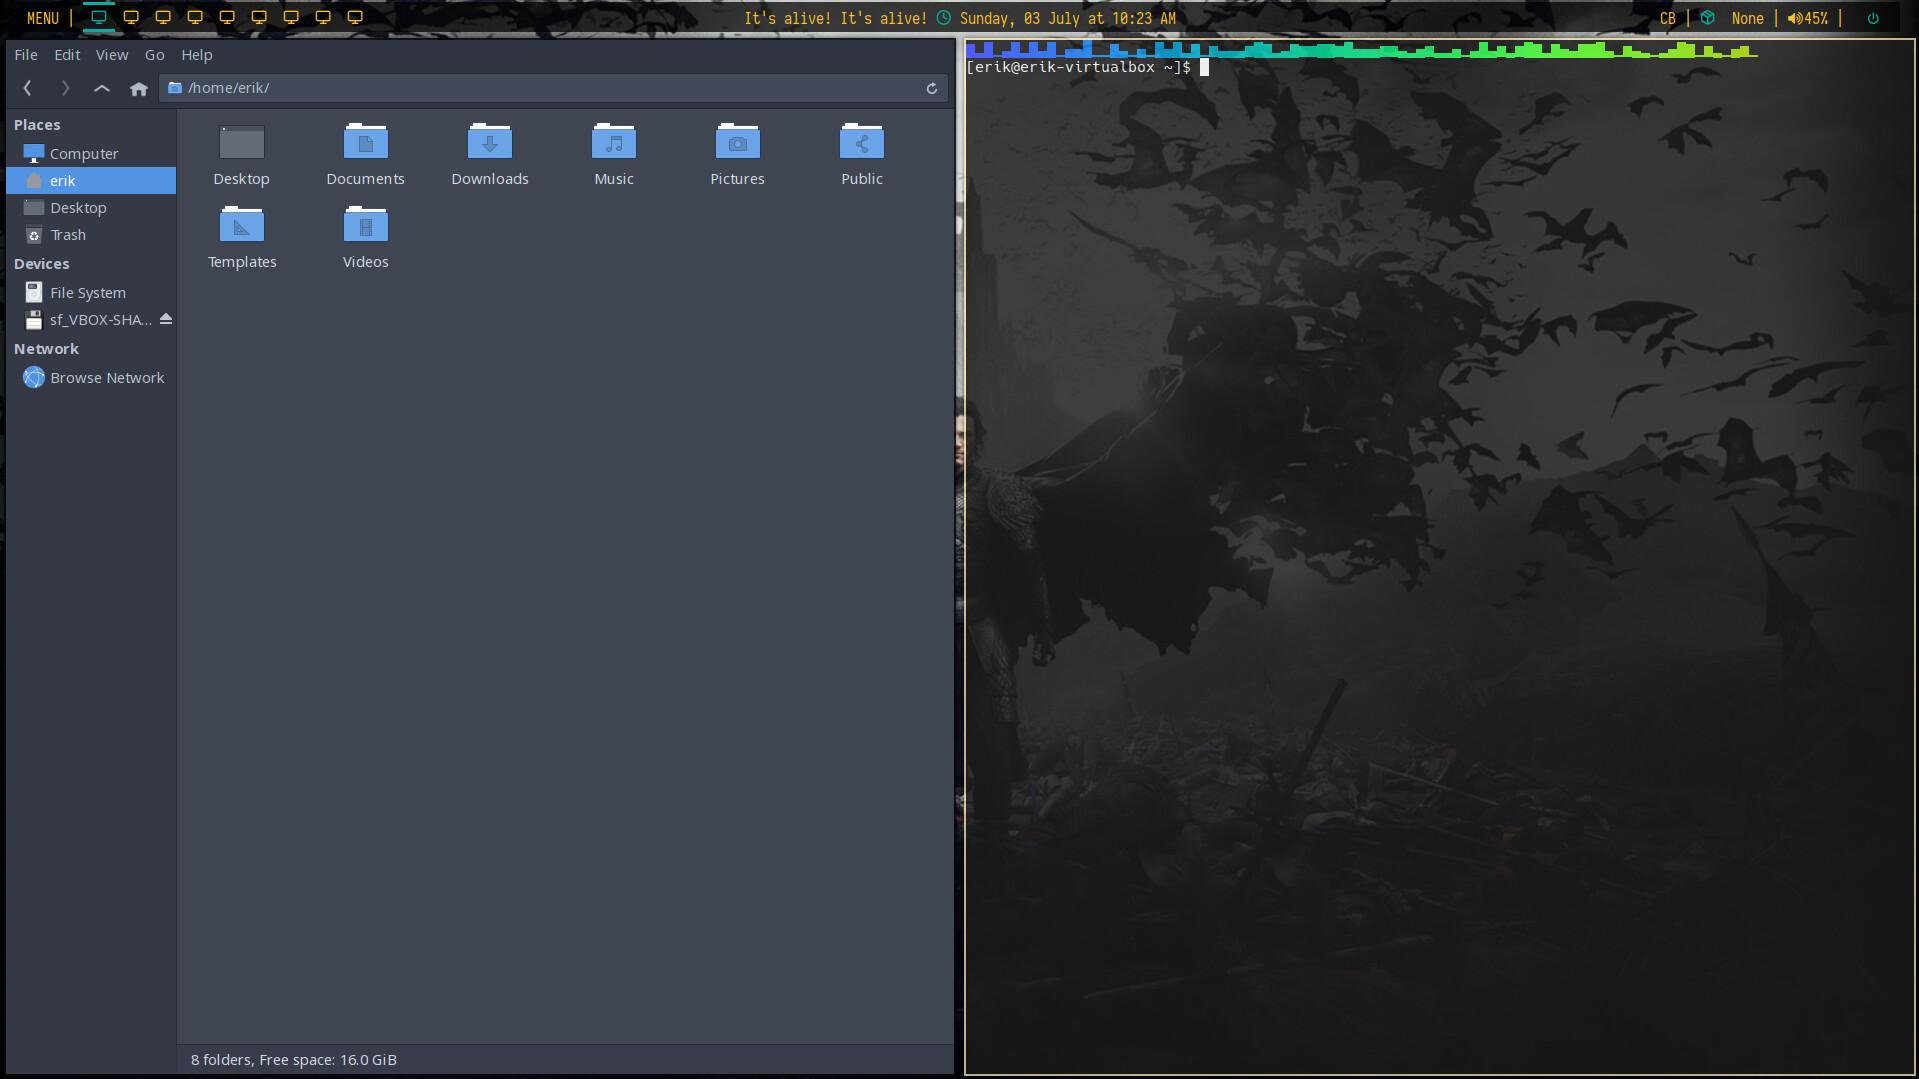 MENU |
It's alive! It's alive! Sunday, 03 July at 10:23 AM
CB | None | 45% |
File Edit View Go Help
/home/erik/
Places
Computer
erik
Desktop
Trash
Devices
File System
sf_VBOX-SHA...
Network
Browse Network
Desktop Documents Downloads Music Pictures Public
Templates Videos
8 folders, Free space: 16.0 GiB
[erik@erik-virtualbox ~]$